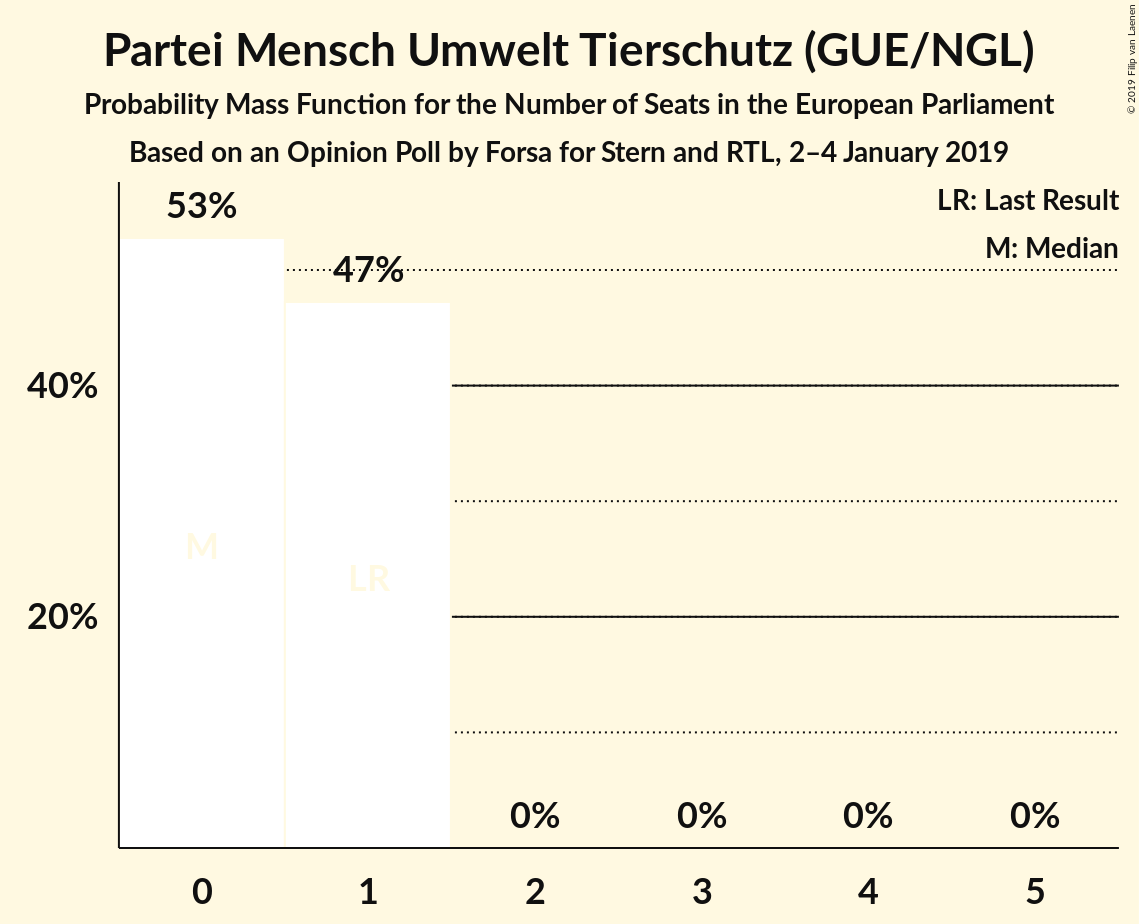 Partei Mensch Umwelt Tierschutz (GUE/NGL)
Probability Mass Function for the Number of Seats in the European Parliament
Based on an Opinion Poll by Forsa for Stern and RTL, 2–4 January 2019
© 2019 Filip van Laenen
LR: Last Result
M: Median
53%
47%
40%
20%
M
LR
0%
0%
0%
0%
0
1
2
3
4
5